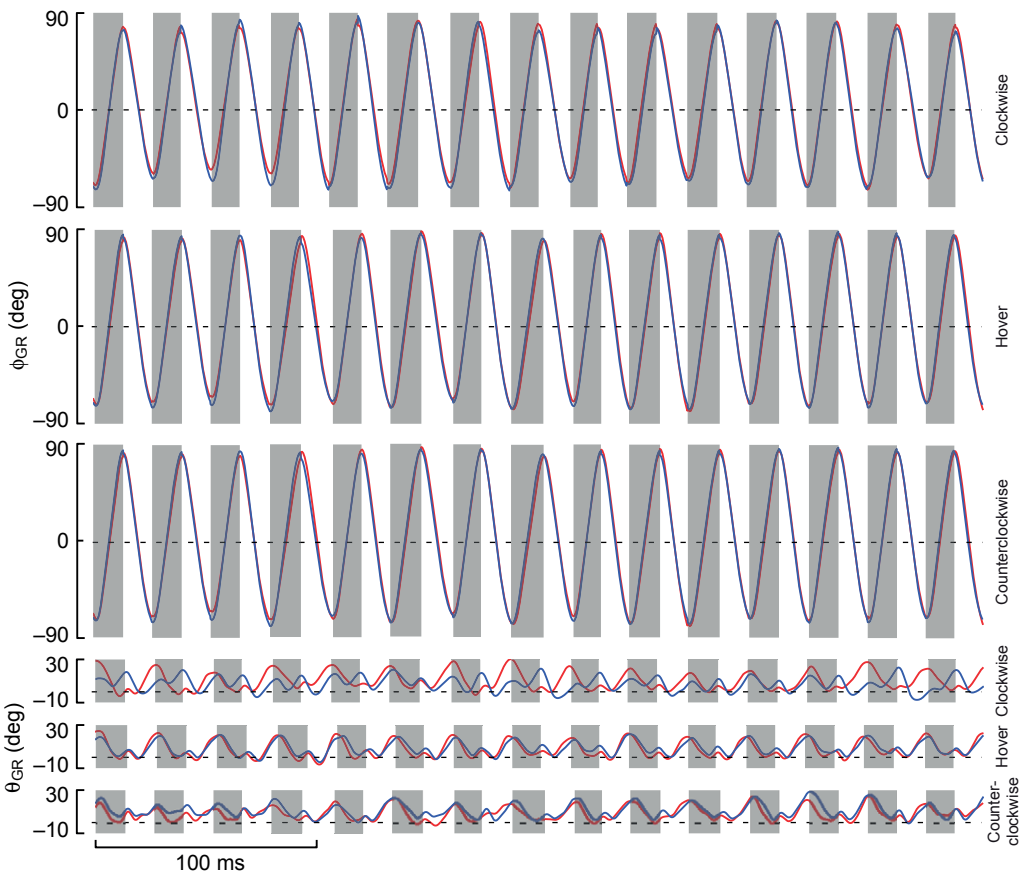 90
0
–90
Clockwise
90
0
–90
Hover
ϕGR (deg)
90
0
–90
Counterclockwise
30
–10
Clockwise
30
–10
Hover
30
–10
Counter-
clockwise
θGR (deg)
100 ms